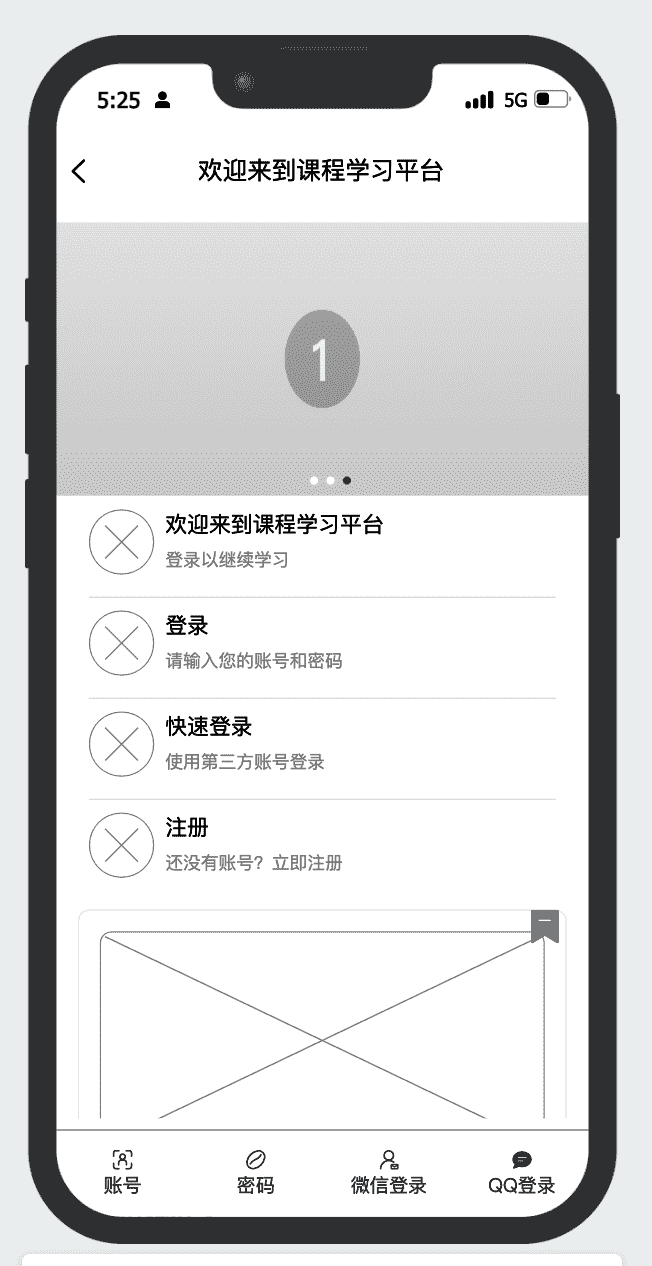 5:25
5G
欢迎来到课程学习平台
1
欢迎来到课程学习平台
登录以继续学习
登录
请输入您的账号和密码
快速登录
使用第三方账号登录
注册
还没有账号？立即注册
账号
密码
微信登录
QQ登录